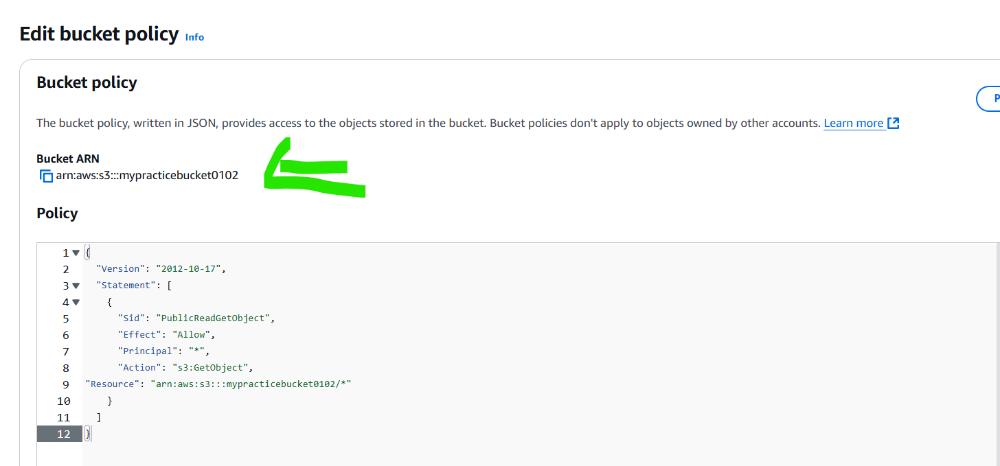 Edit bucket policy Info
Bucket policy
P
The bucket policy, written in JSON, provides access to the objects stored in the bucket. Bucket policies don't apply to objects owned by other accounts. Learn more
Bucket ARN
arn:aws:s3:::mypracticebucket0102
Policy
1 {
2 "Version": "2012-10-17",
3 "Statement": [
4 {
5 "Sid": "PublicReadGetObject",
6 "Effect": "Allow",
7 "Principal": "*",
8 "Action": "s3:GetObject",
9 "Resource": "arn:aws:s3:::mypracticebucket0102/*"
10 }
11 ]
12 }